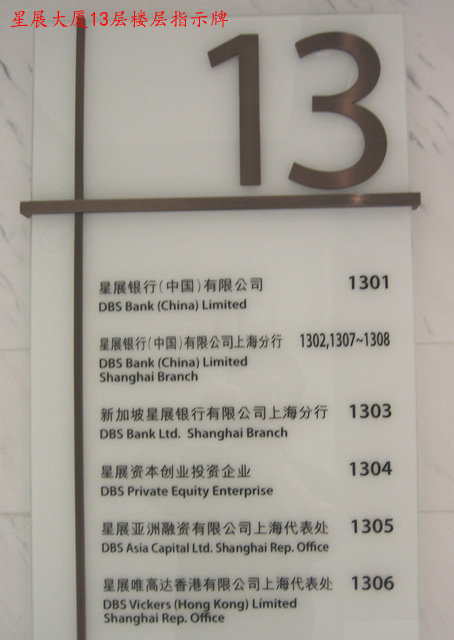 星展大厦13层楼层指示牌
13
星展银行(中国)有限公司 1301
DBS Bank (China) Limited
星展银行(中国)有限公司上海分行 1302,1307~1308
DBS Bank (China) Limited
Shanghai Branch
新加坡星展银行有限公司上海分行 1303
DBS Bank Ltd. Shanghai Branch
星展资本创业投资企业 1304
DBS Private Equity Enterprise
星展亚洲融资有限公司上海代表处 1305
DBS Asia Capital Ltd. Shanghai Rep. Office
星展唯高达香港有限公司上海代表处 1306
DBS Vickers (Hong Kong) Limited
Shanghai Rep. Office